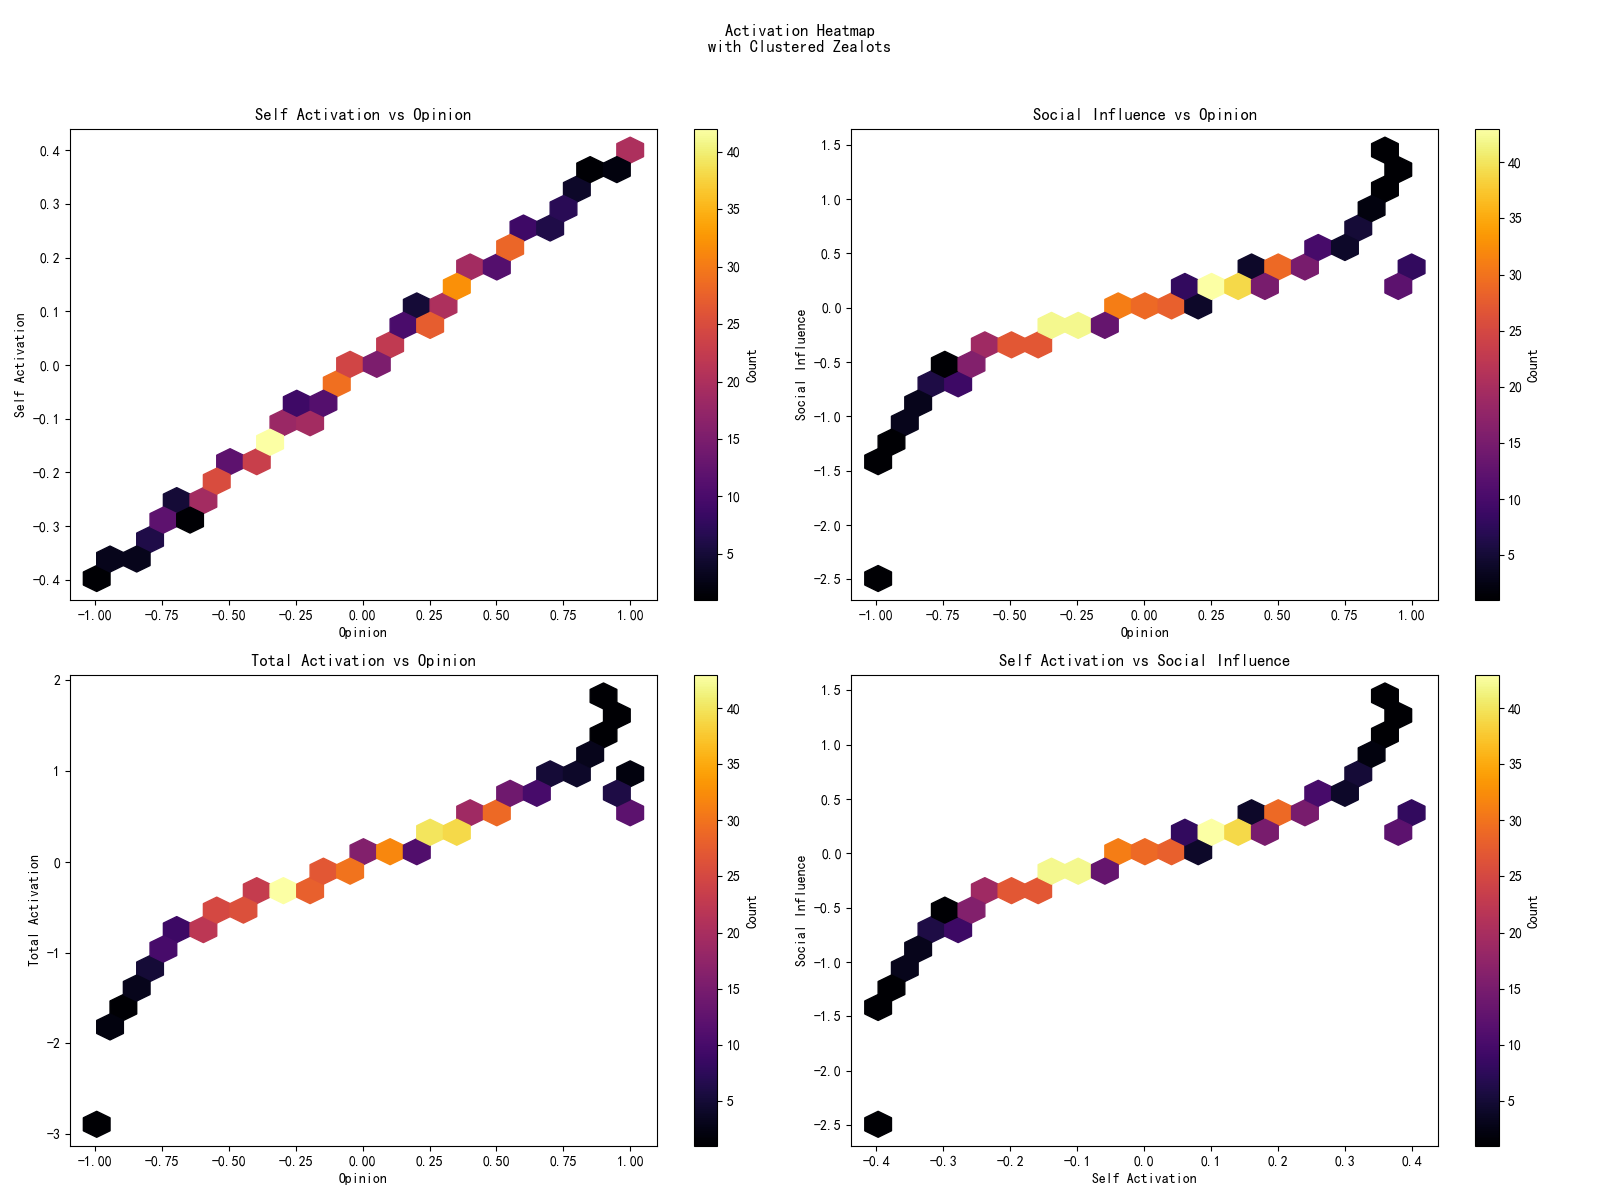 Activation Heatmap
with Clustered Zealots
Self Activation vs Opinion
Self Activation
0.4
0.3
0.2
0.1
0.0
−0.1
−0.2
−0.3
−0.4
−1.00 −0.75 −0.50 −0.25 0.00 0.25 0.50 0.75 1.00
Opinion
40
35
30
25
20
15
10
5
Count
Social Influence vs Opinion
Social Influence
1.5
1.0
0.5
0.0
−0.5
−1.0
−1.5
−2.0
−2.5
−1.00 −0.75 −0.50 −0.25 0.00 0.25 0.50 0.75 1.00
Opinion
40
35
30
25
20
15
10
5
Count
Total Activation vs Opinion
Total Activation
2
1
0
−1
−2
−3
−1.00 −0.75 −0.50 −0.25 0.00 0.25 0.50 0.75 1.00
Opinion
40
35
30
25
20
15
10
5
Count
Self Activation vs Social Influence
Social Influence
1.5
1.0
0.5
0.0
−0.5
−1.0
−1.5
−2.0
−2.5
−0.4 −0.3 −0.2 −0.1 0.0 0.1 0.2 0.3 0.4
Self Activation
40
35
30
25
20
15
10
5
Count